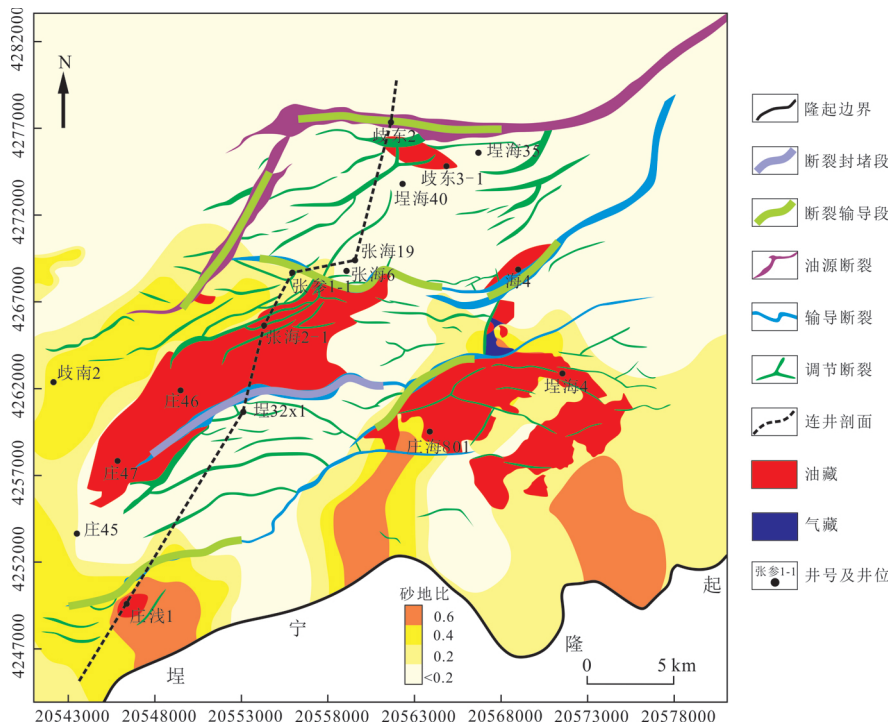 4282000
4277000
4272000
4267000
4262000
4257000
4252000
4247000
N
歧东2
埕海35
歧东3-1
埕海40
张海19
张海6
张参1-1
海4
张海2-1
歧南2
庄46
埕32x1
埕海4
庄海801
庄47
庄45
庄浅1
埕
宁
隆
起
砂地比
0.6
0.4
0.2
<0.2
0 5 km
20543000 20548000 20553000 20558000 20563000 20568000 20573000 20578000
隆起边界
断裂封堵段
断裂输导段
油源断裂
输导断裂
调节断裂
连井剖面
油藏
气藏
张参1-1 井号及井位